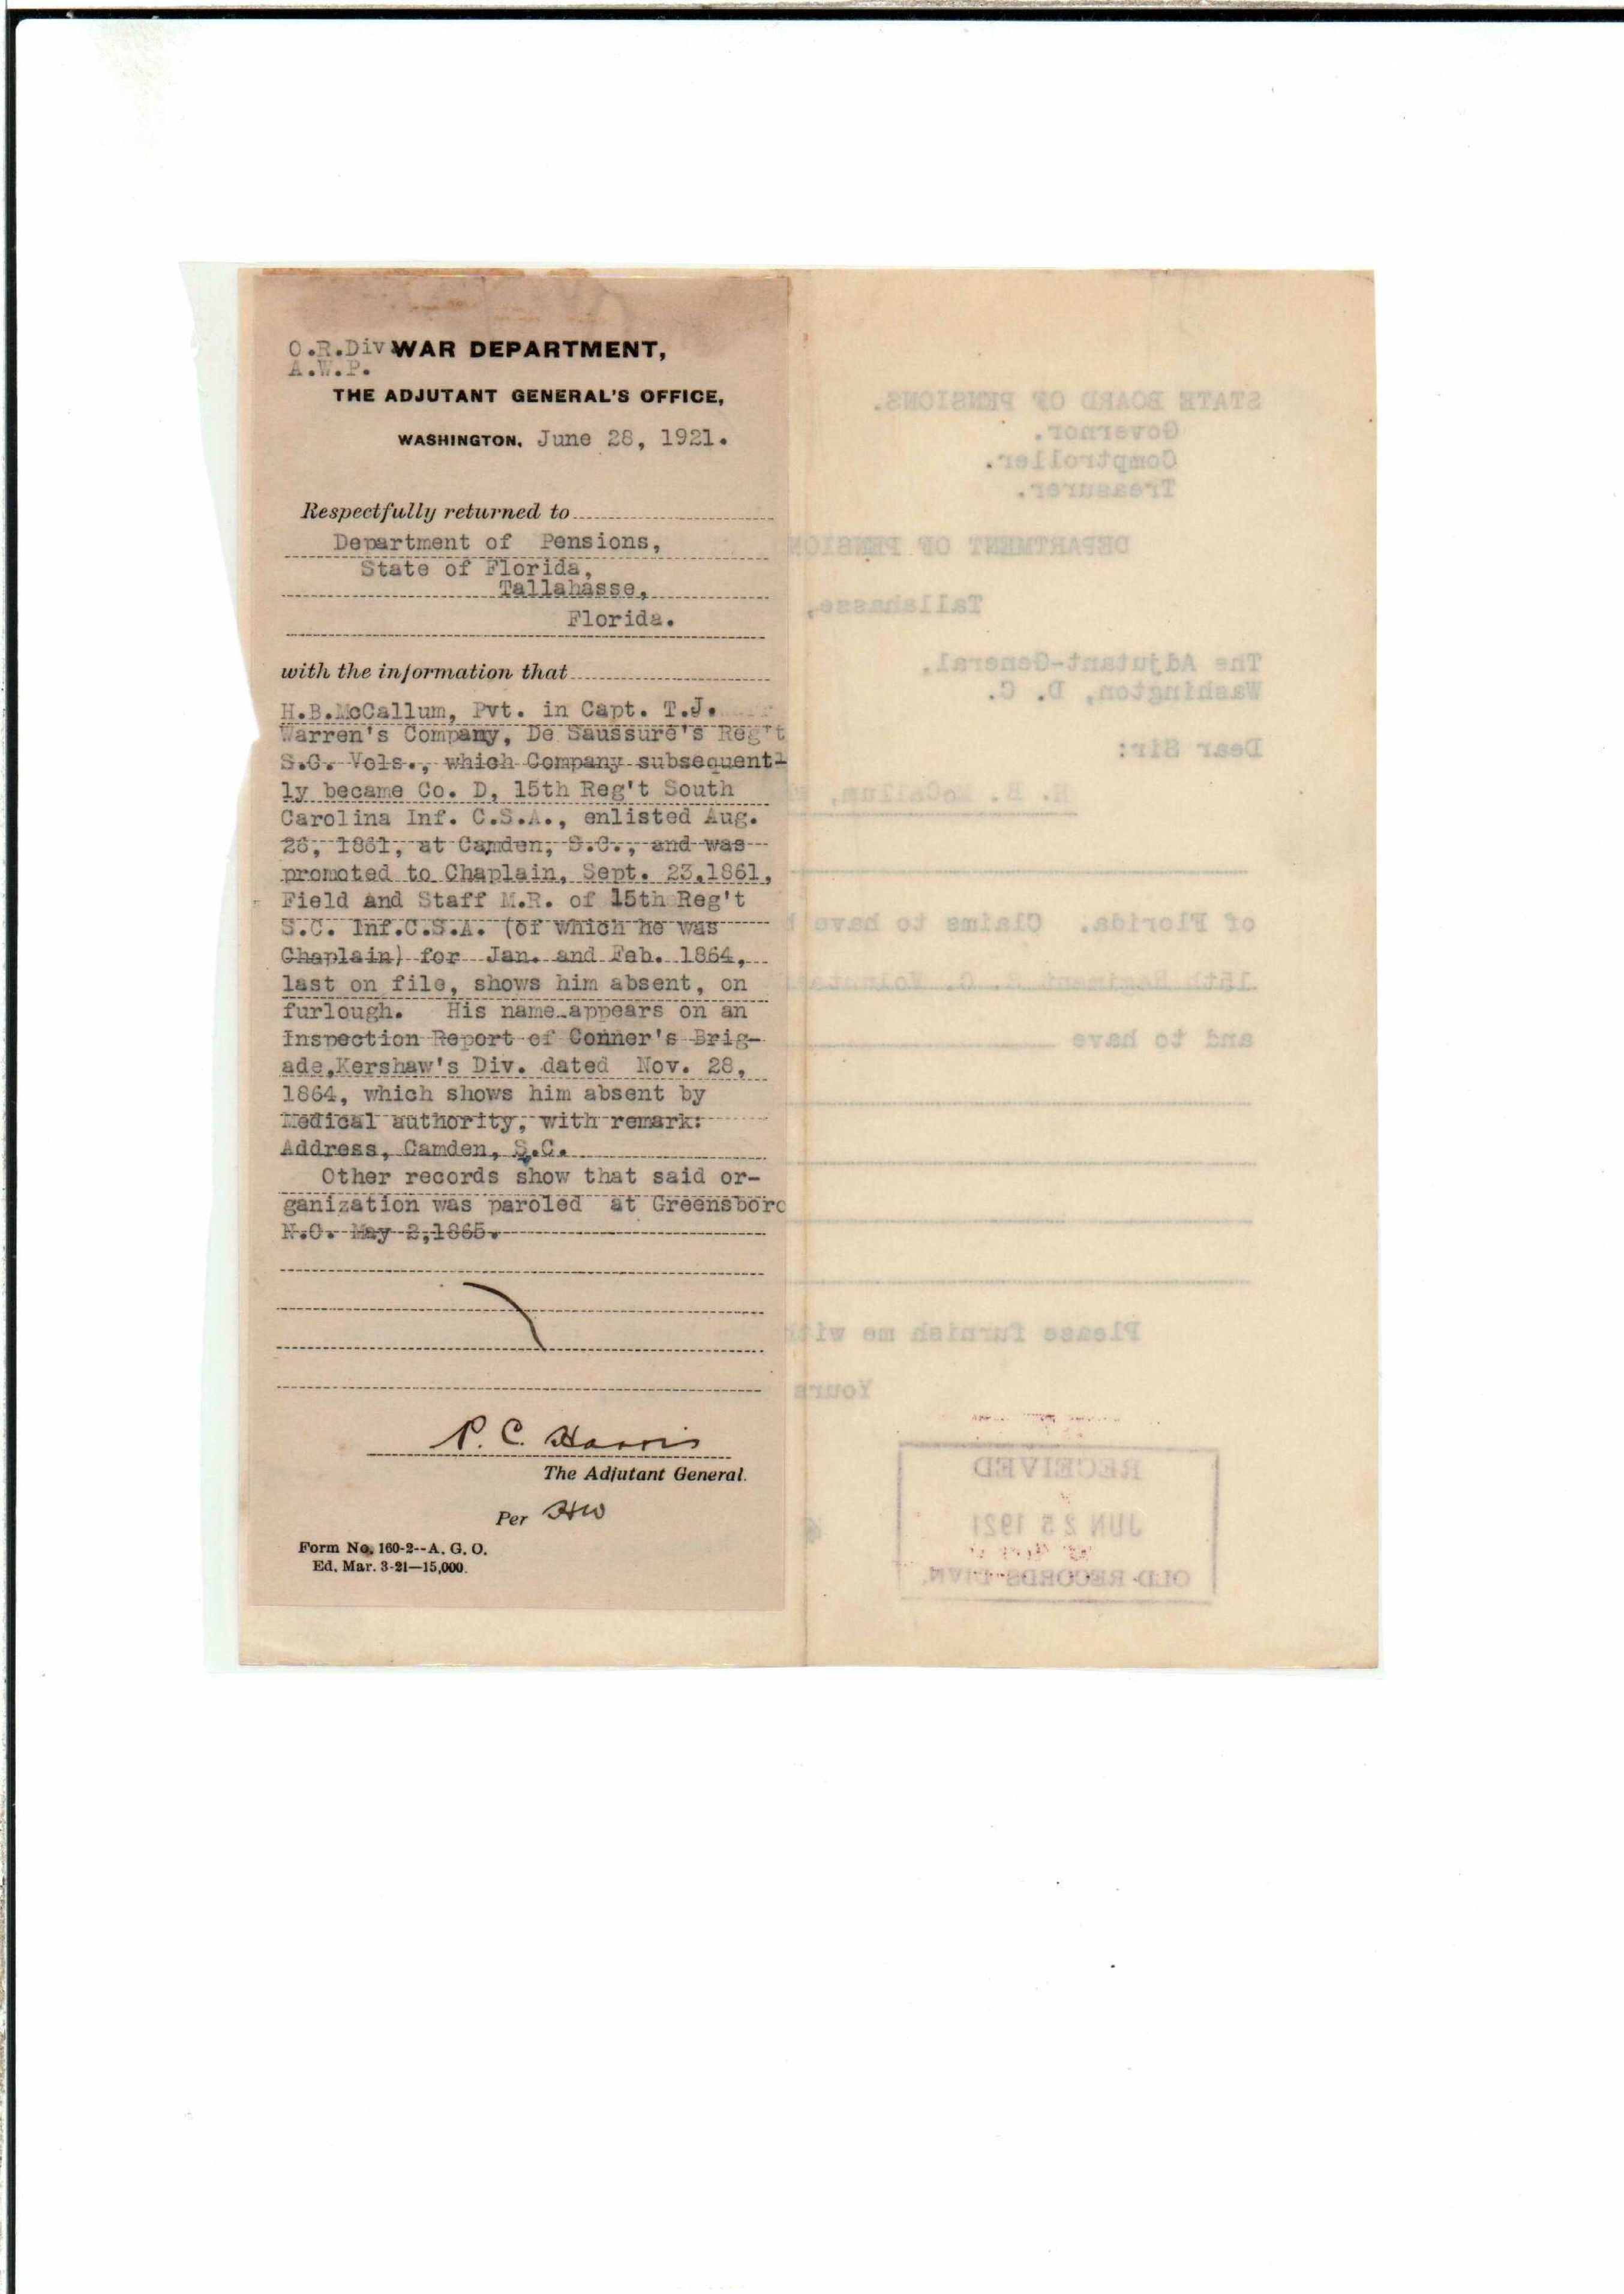 O.R.Div. WAR DEPARTMENT,
A.W.P.
THE ADJUTANT GENERAL'S OFFICE,
WASHINGTON, June 28, 1921.
Respectfully returned to
Department of Pensions,
State of Florida,
Tallahasse,
Florida.
with the information that
H.B.McCallum, Pvt. in Capt. T.J.
Warren's Company, De Saussure's Reg't
S.C. Vols., which Company subsequent-
ly became Co. D, 15th Reg't South
Carolina Inf. C.S.A., enlisted Aug.
26, 1861, at Camden, S.C., and was
promoted to Chaplain, Sept. 23,1861,
Field and Staff M.R. of 15th Reg't
S.C. Inf.C.S.A. (of which he was
Chaplain) for Jan. and Feb. 1864,
last on file, shows him absent, on
furlough. His name appears on an
Inspection Report of Conner's Brig-
ade,Kershaw's Div. dated Nov. 28,
1864, which shows him absent by
Medical authority, with remark:
Address, Camden, S.C.
Other records show that said or-
ganization was paroled at Greensboro
N.C. May 2,1865.
P. C. Harris
The Adjutant General.
Per HW
Form No. 160-2--A. G. O.
Ed. Mar. 3-21—15,000.
STATE BOARD OF PENSIONS.
Governor.
Comptroller.
Treasurer.
DEPARTMENT OF PENSION
Tallahasse,
The Adjutant-General,
Washington, D. C.
Dear Sir:
H. B. McCallum,
of Florida. Claims to have
15th Regiment S. C.
and to have
Please furnish me with
Yours
RECEIVED
JUN 25 1921
OLD RECORDS DIVN.